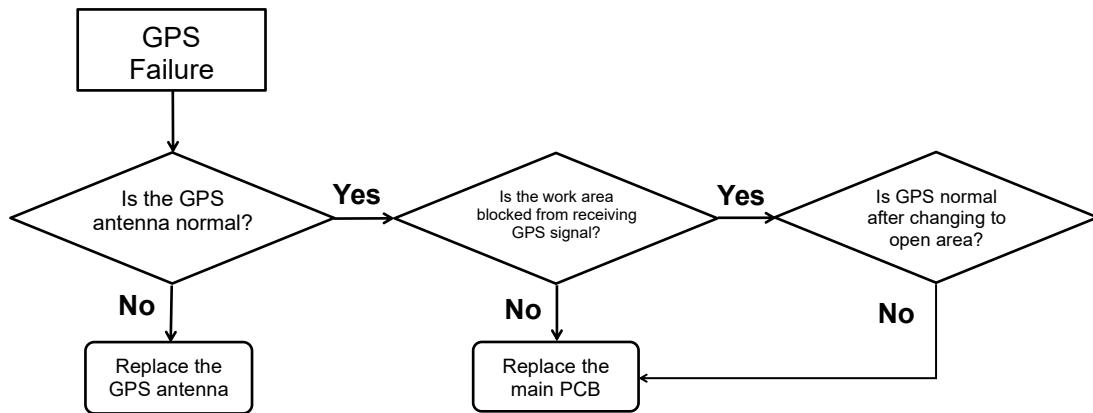 GPS
Failure
Is the GPS
antenna normal?
Yes
Is the work area
blocked from receiving
GPS signal?
Yes
Is GPS normal
after changing to
open area?
No
No
No
Replace the
GPS antenna
Replace the
main PCB